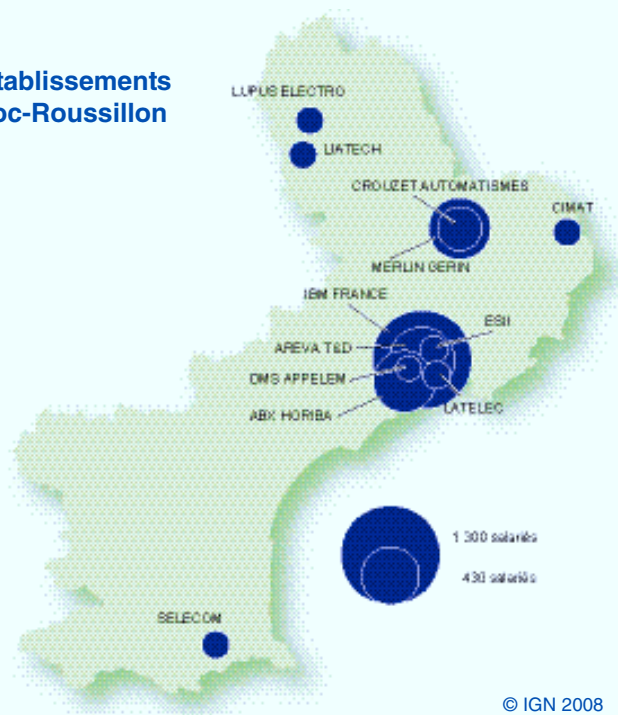 tablissements
oc-Roussillon
LUPUS ELECTRO
LIATECH
CROUZET AUTOMATISMES
CIMAT
MERLIN GERIN
IBM FRANCE
ESII
AREVA T&D
DMS APPELEM
ABX HORIBA
LATELEC
1 300 salariés
430 salariés
SELECOM
© IGN 2008